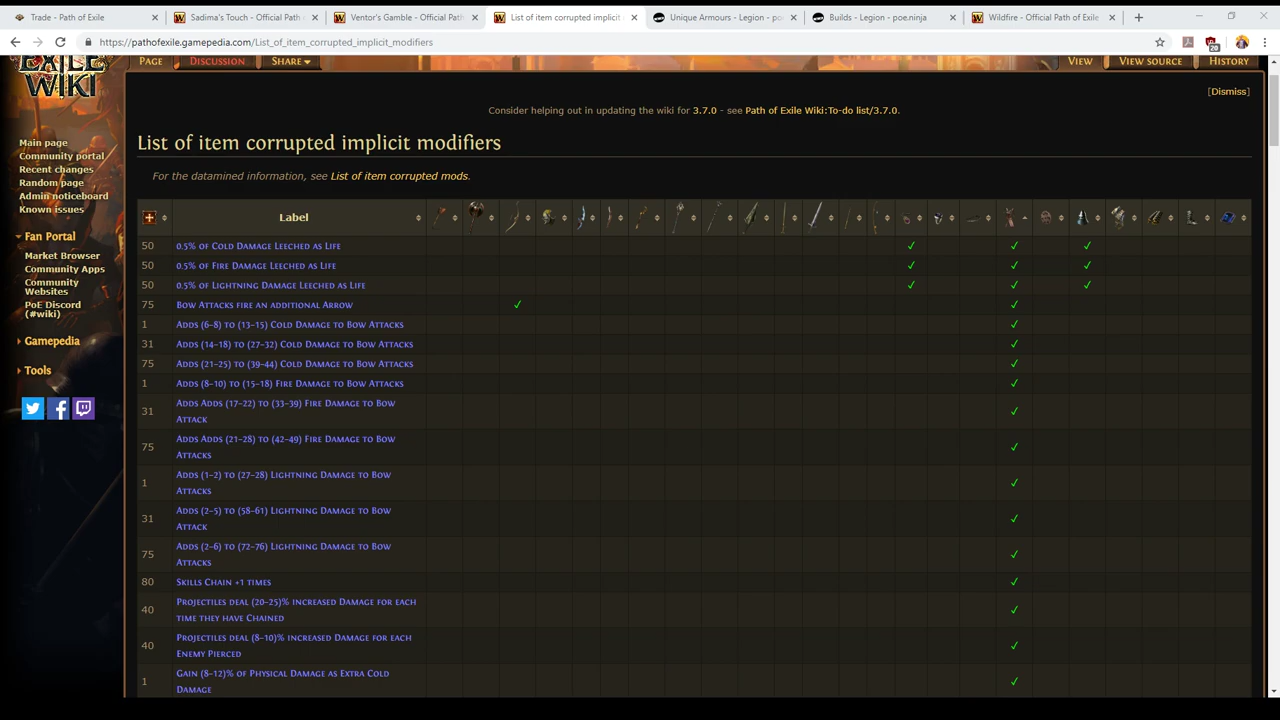 Trade - Path of Exile
Sadima's Touch - Official Path
Ventor's Gamble - Official Path
List of item corrupted implicit
Unique Armours - Legion - poe
Builds - Legion - poe.ninja
Wildfire - Official Path of Exile
https://pathofexile.gamepedia.com/List_of_item_corrupted_implicit_modifiers
20
EXILE
WIKI
PAGE
DISCUSSION
SHARE
VIEW
VIEW SOURCE
HISTORY
[Dismiss]
Consider helping out in updating the wiki for 3.7.0 - see Path of Exile Wiki:To-do list/3.7.0.
Main page
Community portal
Recent changes
Random page
Admin noticeboard
Known issues
Fan Portal
Market Browser
Community Apps
Community
Websites
PoE Discord
(#wiki)
Gamepedia
Tools
List of item corrupted implicit modifiers
For the datamined information, see List of item corrupted mods.
Label
50 0.5% of Cold Damage Leeched as Life
50 0.5% of Fire Damage Leeched as Life
50 0.5% of Lightning Damage Leeched as Life
75 Bow Attacks fire an additional Arrow
1 Adds (6–8) to (13–15) Cold Damage to Bow Attacks
31 Adds (14–18) to (27–32) Cold Damage to Bow Attacks
75 Adds (21–25) to (39–44) Cold Damage to Bow Attacks
1 Adds (8–10) to (15–18) Fire Damage to Bow Attacks
31 Adds Adds (17–22) to (33–39) Fire Damage to Bow
Attack
75 Adds Adds (21–28) to (42–49) Fire Damage to Bow
Attacks
1 Adds (1–2) to (27–28) Lightning Damage to Bow
Attacks
31 Adds (2–5) to (58–61) Lightning Damage to Bow
Attack
75 Adds (2–6) to (72–76) Lightning Damage to Bow
Attacks
80 Skills Chain +1 times
40 Projectiles deal (20–25)% increased Damage for each
time they have Chained
40 Projectiles deal (8–10)% increased Damage for each
Enemy Pierced
1 Gain (8–12)% of Physical Damage as Extra Cold
Damage